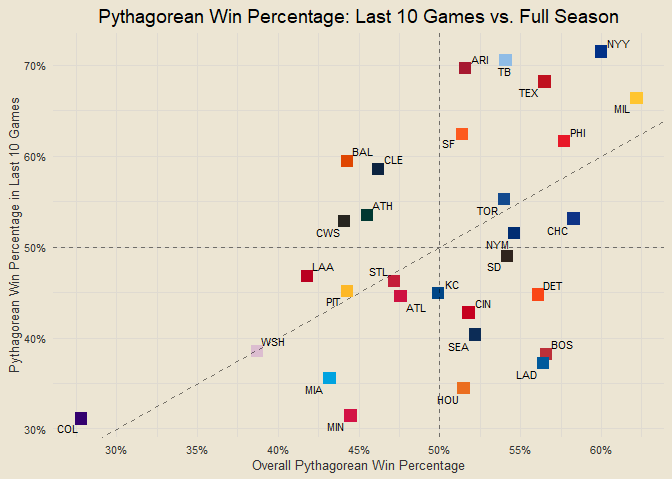 Pythagorean Win Percentage: Last 10 Games vs. Full Season
Pythagorean Win Percentage in Last 10 Games
70%
60%
50%
40%
30%
NYY
ARI
TB
TEX
MIL
PHI
SF
BAL
CLE
ATH
TOR
CWS
CHC
NYM
SD
LAA
STL
KC
DET
PIT
ATL
CIN
WSH
SEA
BOS
LAD
MIA
HOU
COL
MIN
30%
35%
40%
45%
50%
55%
60%
Overall Pythagorean Win Percentage